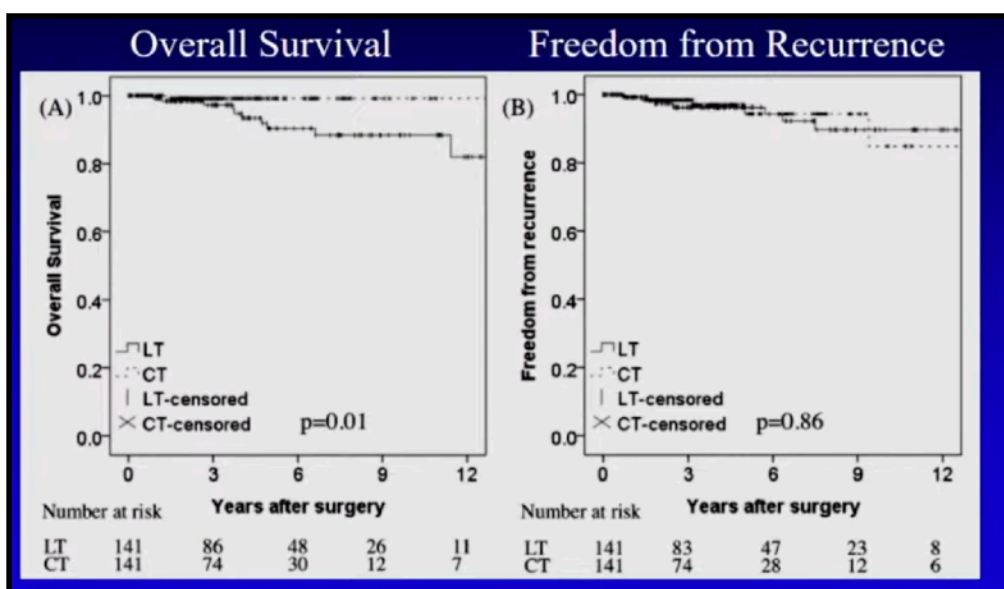 Overall Survival
Freedom from Recurrence
(A)
Overall Survival
1.0
0.8
0.6
0.4
0.2
0.0
LT
CT
LT-censored
CT-censored
p=0.01
0 3 6 9 12
Years after surgery
Number at risk
LT 141 86 48 26 11
CT 141 74 30 12 7
(B)
Freedom from recurrence
1.0
0.8
0.6
0.4
0.2
0.0
LT
CT
LT-censored
CT-censored
p=0.86
0 3 6 9 12
Years after surgery
Number at risk
LT 141 83 47 23 8
CT 141 74 28 12 6